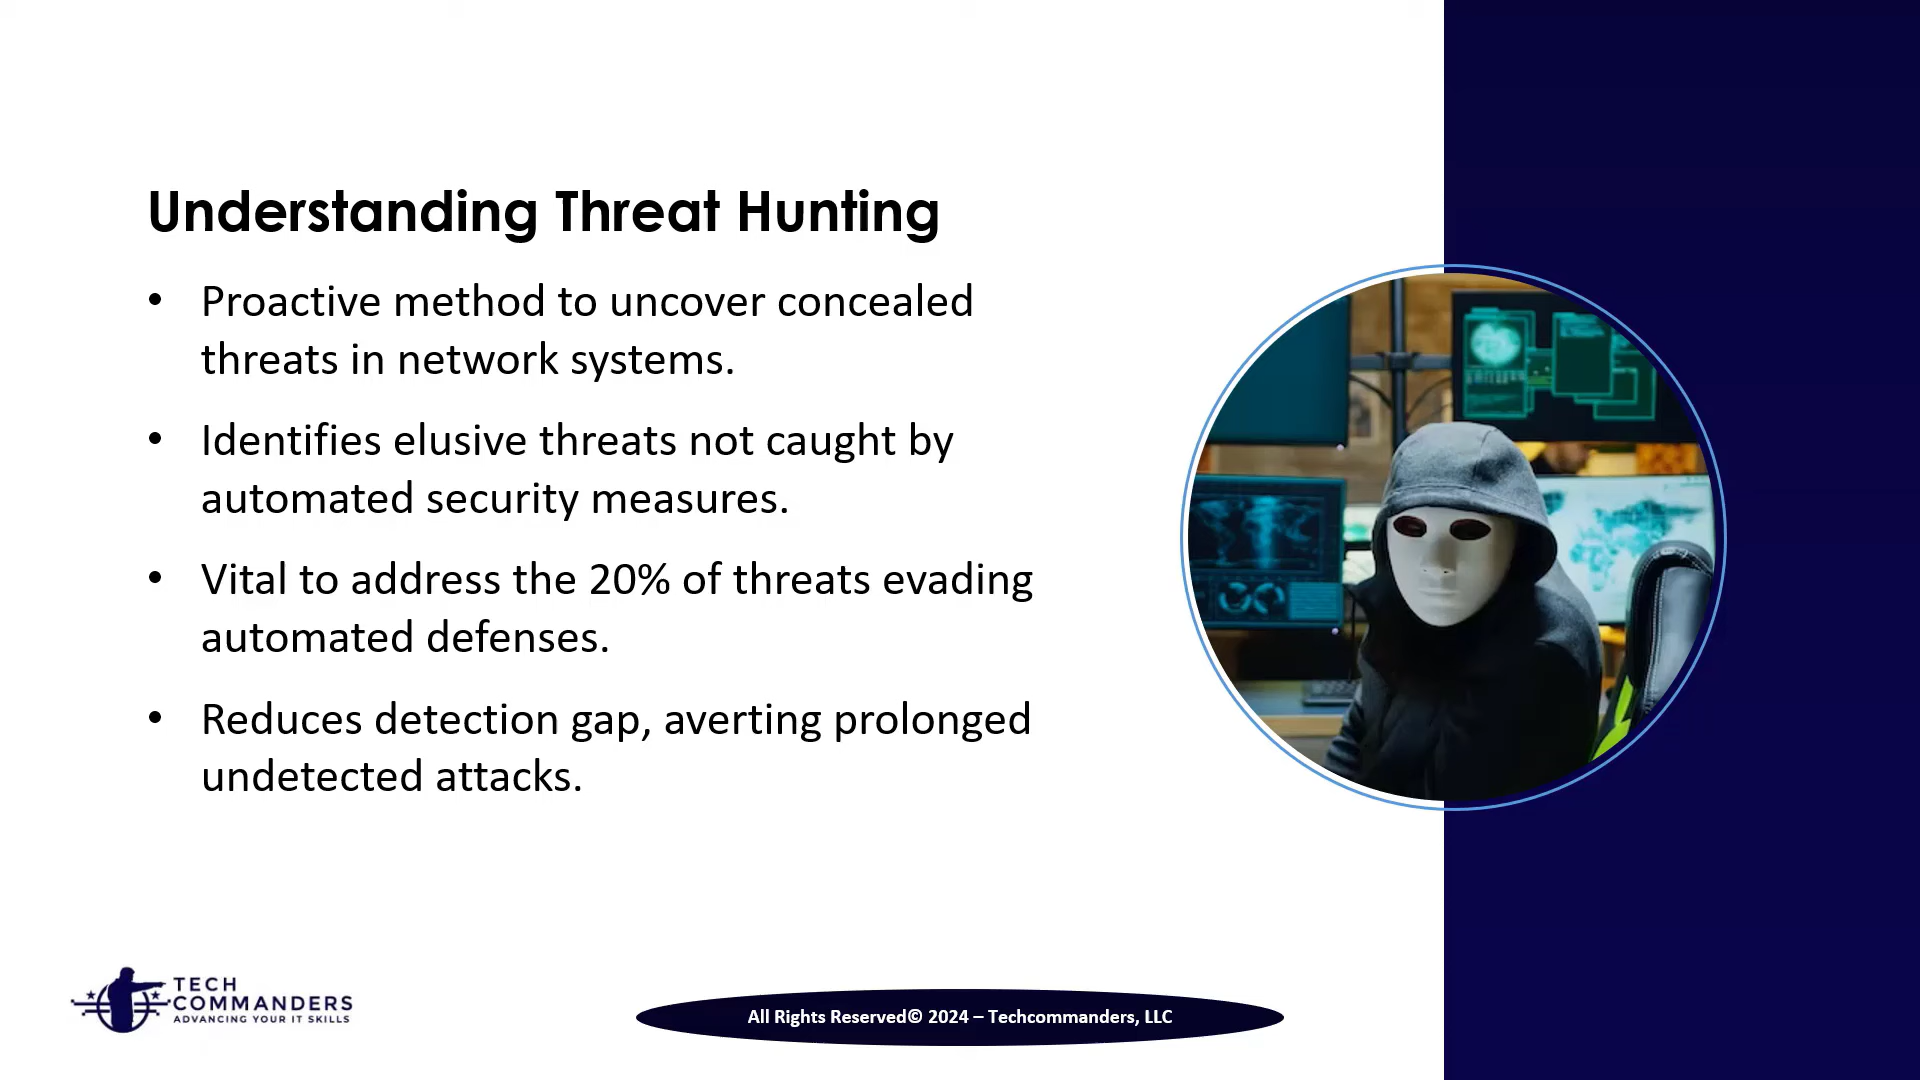 Understanding Threat Hunting
• Proactive method to uncover concealed
threats in network systems.
• Identifies elusive threats not caught by
automated security measures.
• Vital to address the 20% of threats evading
automated defenses.
• Reduces detection gap, averting prolonged
undetected attacks.
TECH
COMMANDERS
ADVANCING YOUR IT SKILLS
All Rights Reserved© 2024 – Techcommanders, LLC